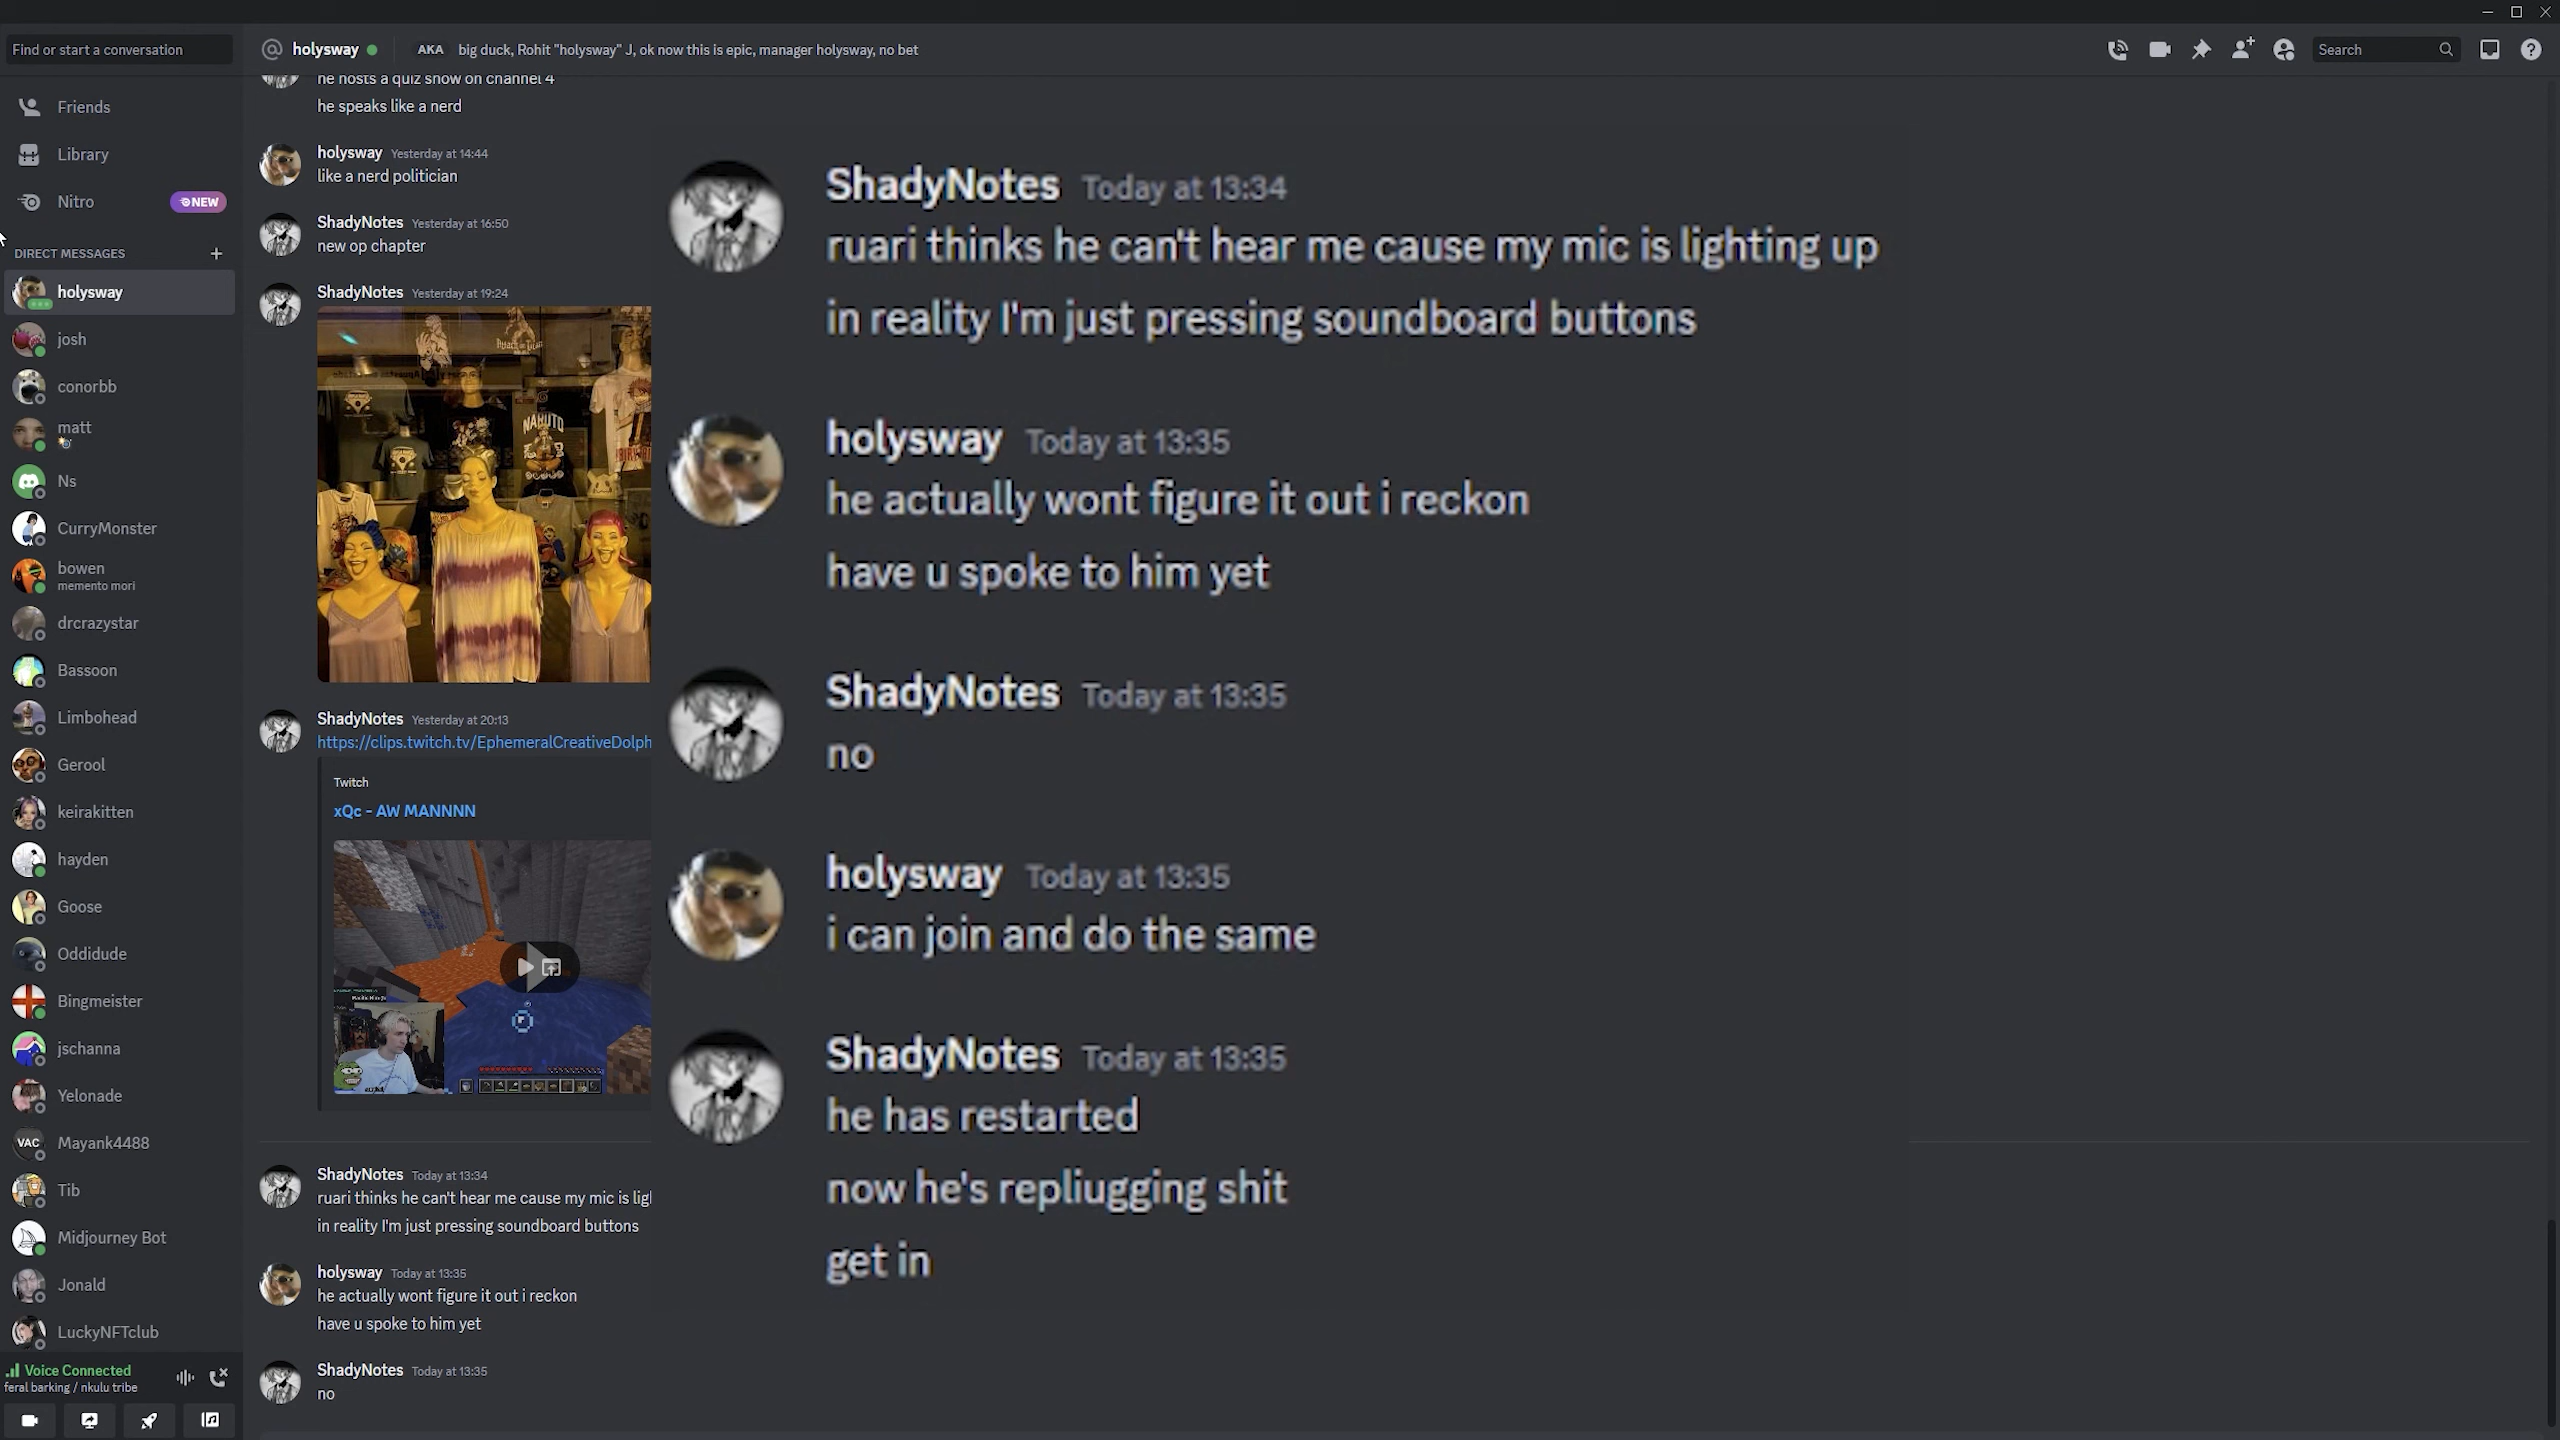 Find or start a conversation
holysway
AKA
big duck, Rohit "holysway" J, ok now this is epic, manager holysway, no bet
Search
Friends
Library
Nitro
NEW
DIRECT MESSAGES
holysway
josh
conorbb
matt
Ns
CurryMonster
bowen
memento mori
drcrazystar
Bassoon
Limbohead
Gerool
keirakitten
hayden
Goose
Oddidude
Bingmeister
jschanna
Yelonade
VAC
Mayank4488
Tib
Midjourney Bot
Jonald
LuckyNFTclub
Voice Connected
feral barking / nkulu tribe
he hosts a quiz show on channel 4
he speaks like a nerd
holysway Yesterday at 14:44
like a nerd politician
ShadyNotes Yesterday at 16:50
new op chapter
ShadyNotes Yesterday at 19:24
NARUTO
ShadyNotes Yesterday at 20:13
https://clips.twitch.tv/EphemeralCreativeDolph
Twitch
xQc - AW MANNNN
ShadyNotes Today at 13:34
ruari thinks he can't hear me cause my mic is lig
in reality I'm just pressing soundboard buttons
holysway Today at 13:35
he actually wont figure it out i reckon
have u spoke to him yet
ShadyNotes Today at 13:35
no
ShadyNotes Today at 13:34
ruari thinks he can't hear me cause my mic is lighting up
in reality I'm just pressing soundboard buttons
holysway Today at 13:35
he actually wont figure it out i reckon
have u spoke to him yet
ShadyNotes Today at 13:35
no
holysway Today at 13:35
i can join and do the same
ShadyNotes Today at 13:35
he has restarted
now he's repliugging shit
get in